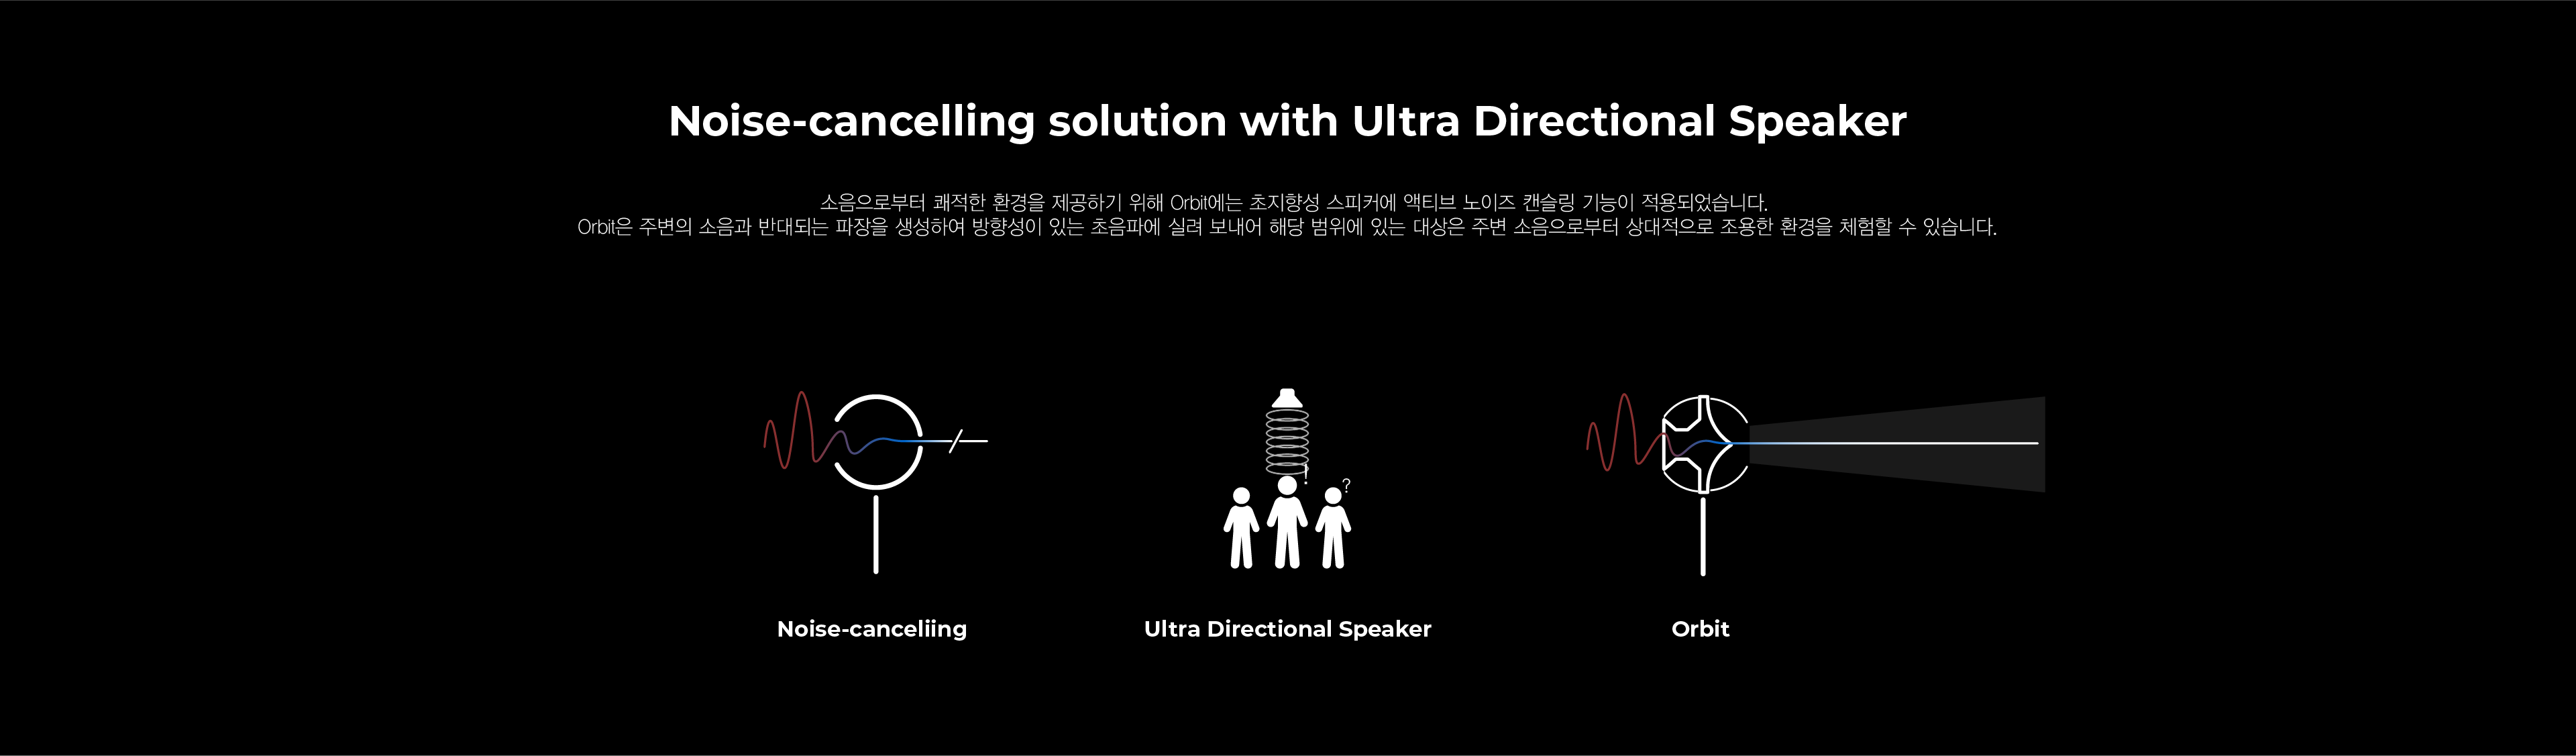 Noise-cancelling solution with Ultra Directional Speaker
소음으로부터 쾌적한 환경을 제공하기 위해 Orbit에는 초지향성 스피커에 액티브 노이즈 캔슬링 기능이 적용되었습니다.
Orbit은 주변의 소음과 반대되는 파장을 생성하여 방향성이 있는 초음파에 실려 보내어 해당 범위에 있는 대상은 주변 소음으로부터 상대적으로 조용한 환경을 체험할 수 있습니다.
!
?
Noise-canceliing
Ultra Directional Speaker
Orbit